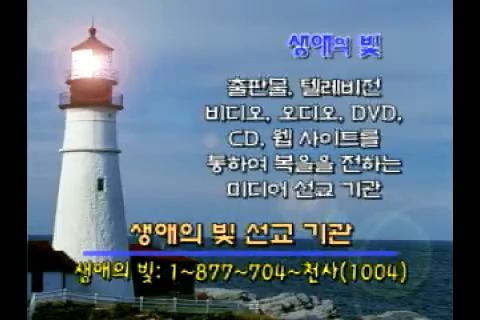 생애의 빛
출판물, 텔레비전
비디오, 오디오, DVD,
CD, 웹 사이트를
통하여 복음을 전하는
미디어 선교 기관
생애의 빛 선교 기관
생애의 빛: 1~877~704~천사(1004)